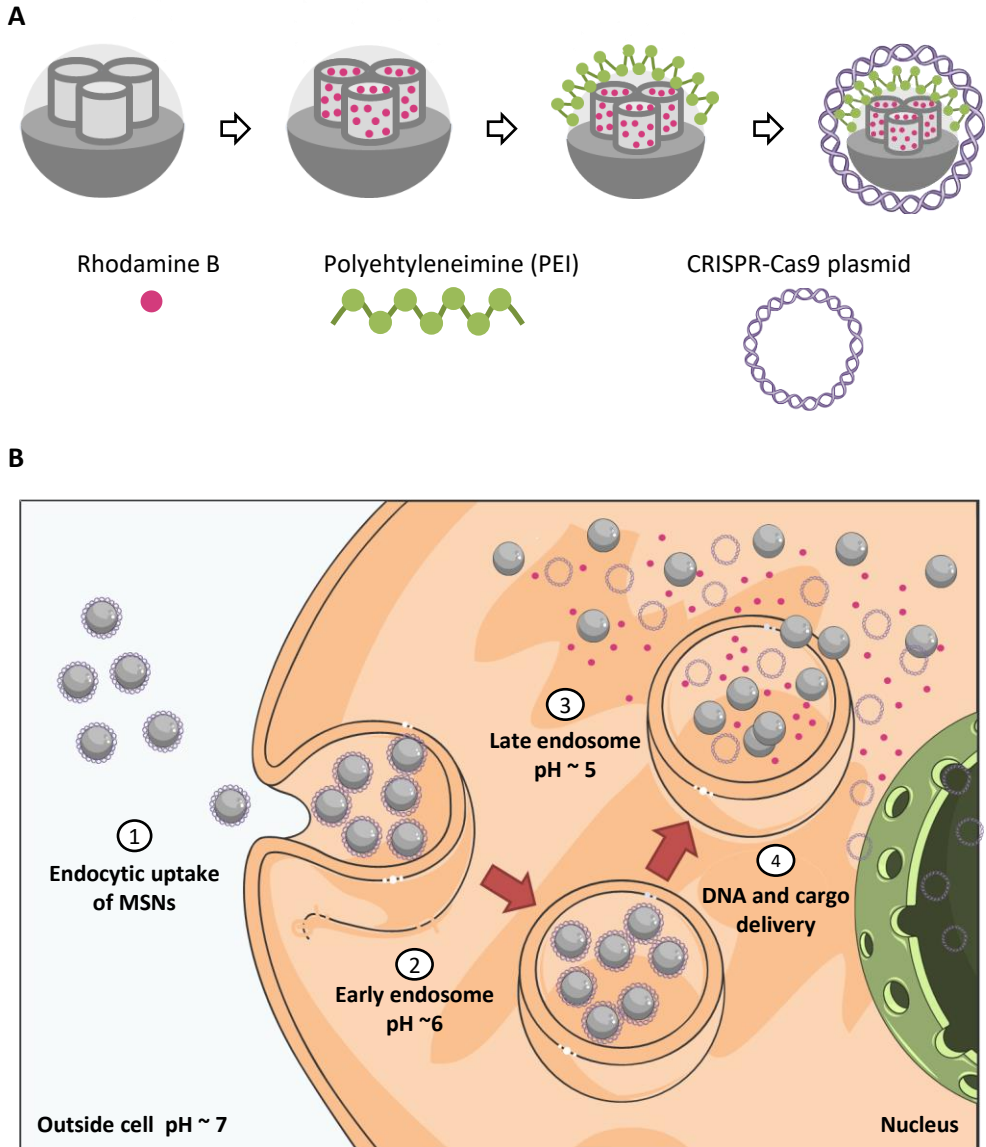 A
Rhodamine B
Polyehtyleneimine (PEI)
CRISPR-Cas9 plasmid
B
1
Endocytic uptake
of MSNs
2
Early endosome
pH ~6
3
Late endosome
pH ~ 5
4
DNA and cargo
delivery
Outside cell pH ~ 7
Nucleus